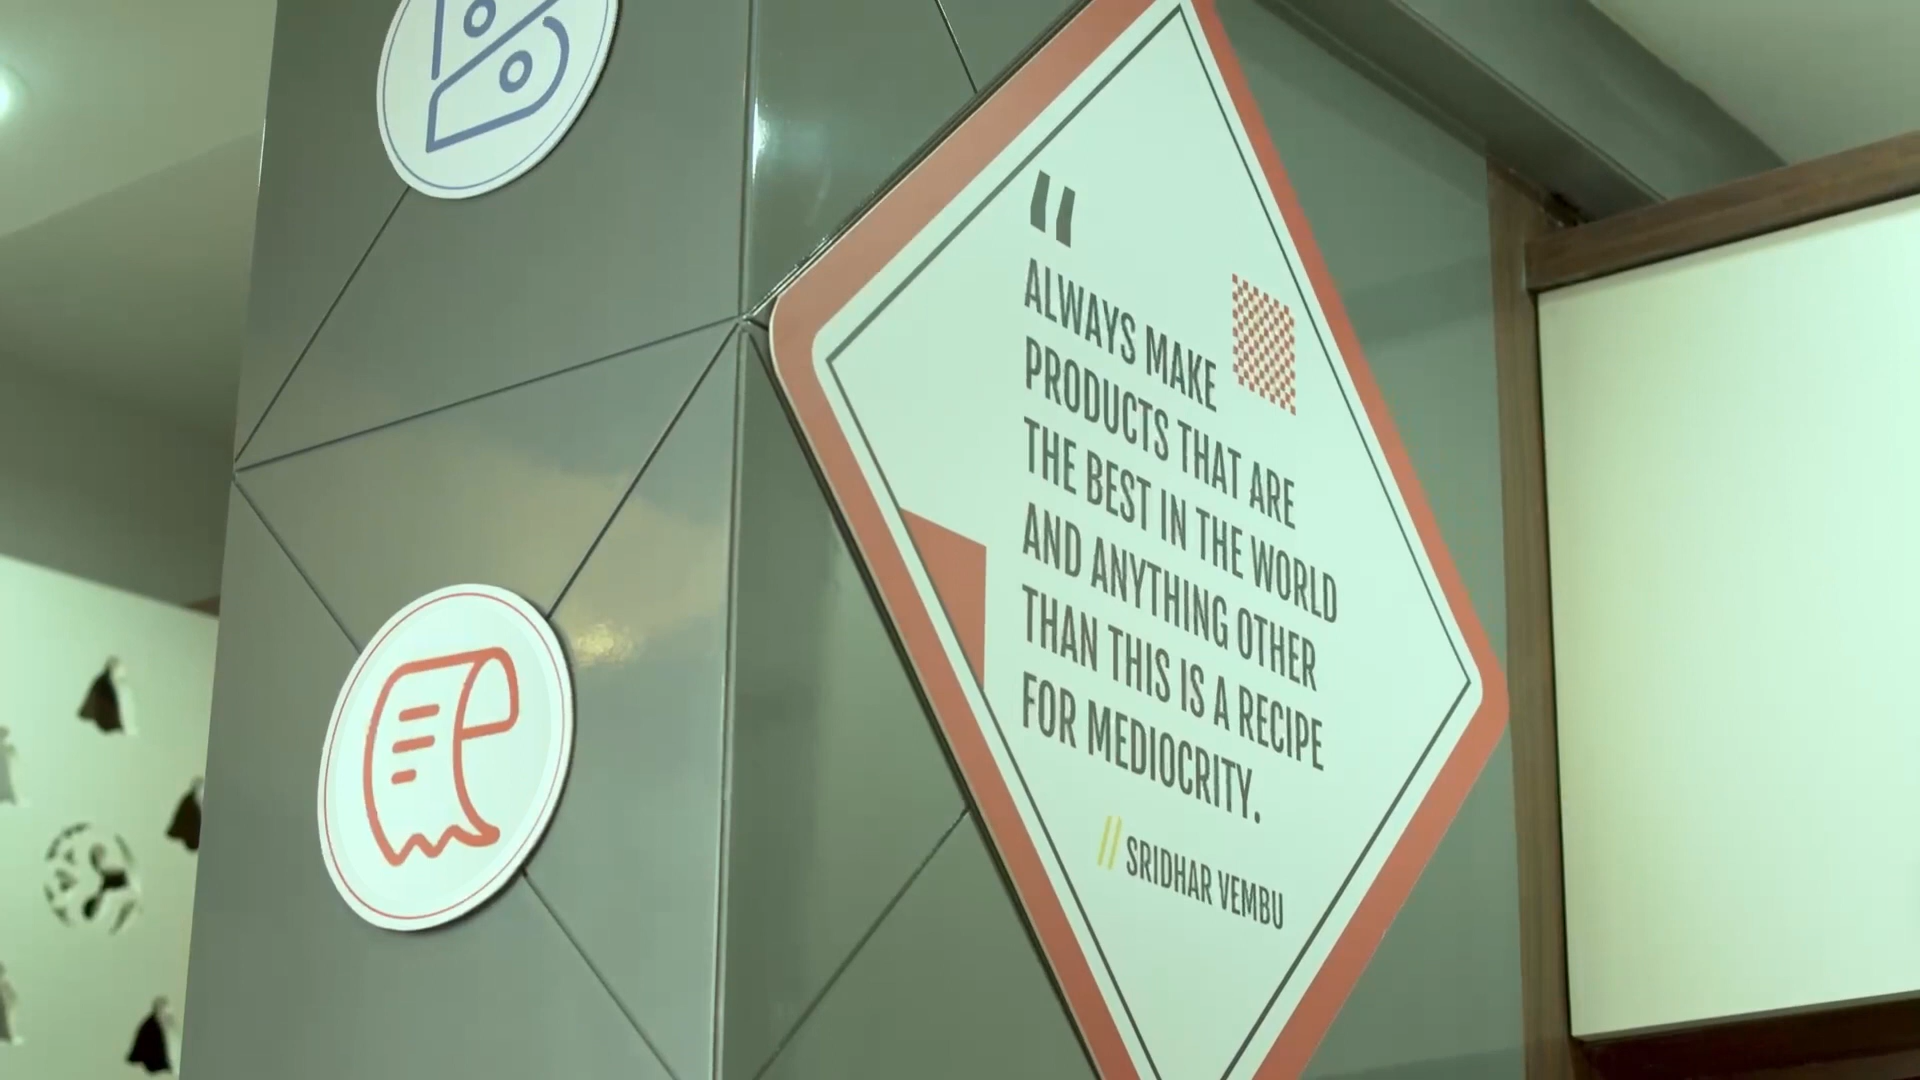 "
ALWAYS MAKE
PRODUCTS THAT ARE
THE BEST IN THE WORLD
AND ANYTHING OTHER
THAN THIS IS A RECIPE
FOR MEDIOCRITY.
// SRIDHAR VEMBU